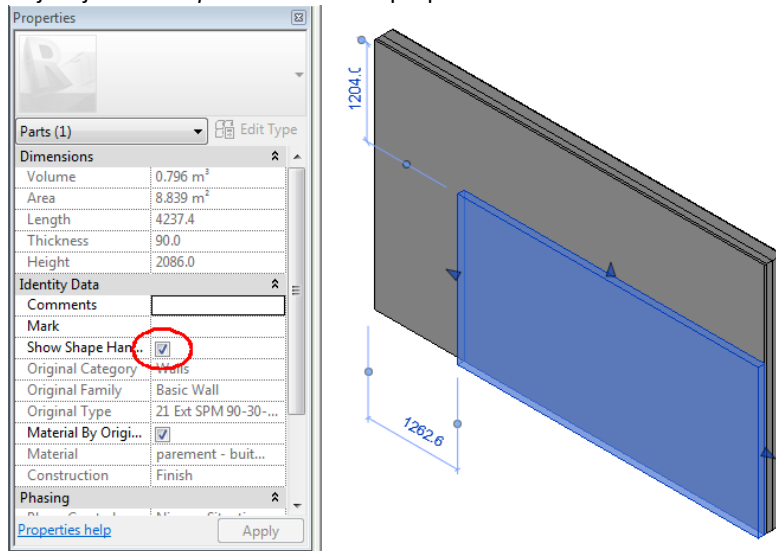 Properties
Parts (1)
Edit Type
Dimensions
Volume 0.796 m³
Area 8.839 m²
Length 4237.4
Thickness 90.0
Height 2086.0
Identity Data
Comments
Mark
Show Shape Han...
Original Category Walls
Original Family Basic Wall
Original Type 21 Ext SPM 90-30-...
Material By Origi...
Material parement - buit...
Construction Finish
Phasing
Properties help
Apply
1204.0
1262.6